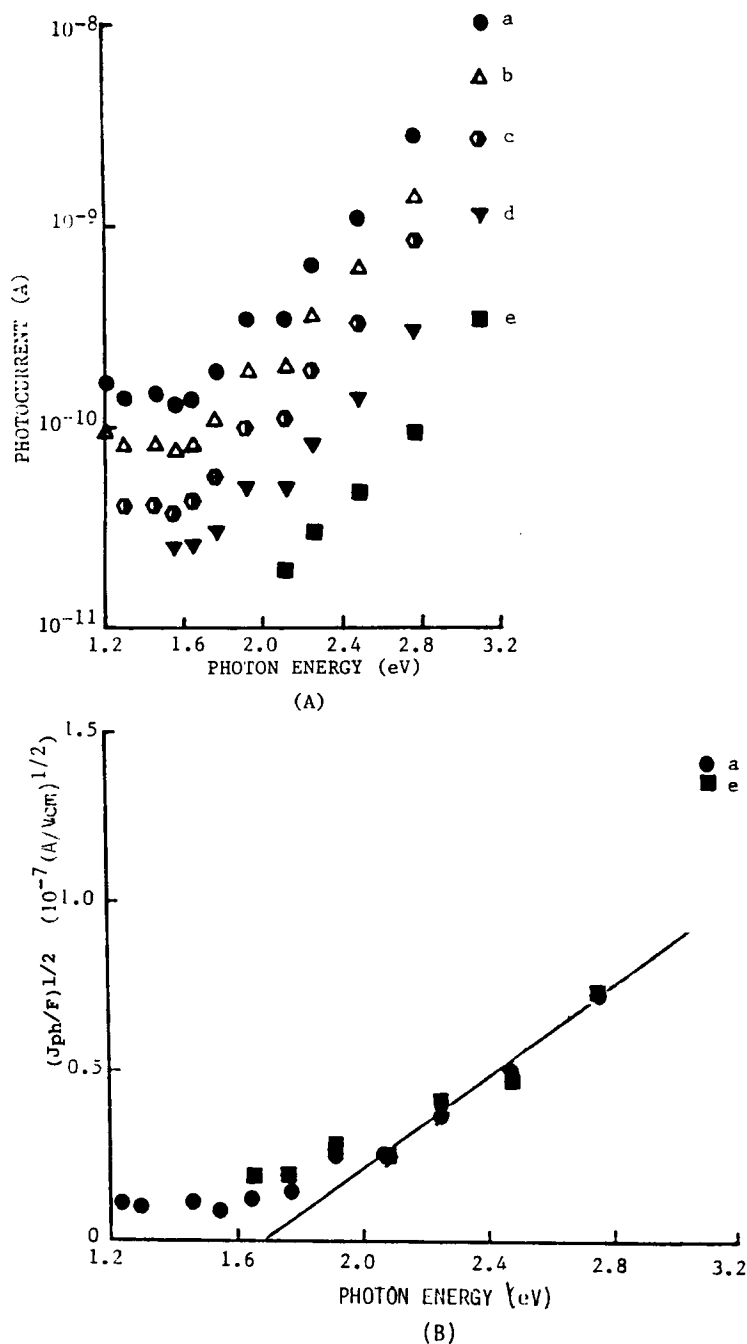 10⁻⁸
a
b
c
10⁻⁹
d
e
PHOTOCURRENT (A)
10⁻¹⁰
10⁻¹¹
1.2 1.6 2.0 2.4 2.8 3.2
PHOTON ENERGY (eV)
(A)
1.5
a
e
(Jph/F)^1/2 (10⁻⁷(A/Vcm)^1/2)
1.0
0.5
0
1.2 1.6 2.0 2.4 2.8 3.2
PHOTON ENERGY (eV)
(B)